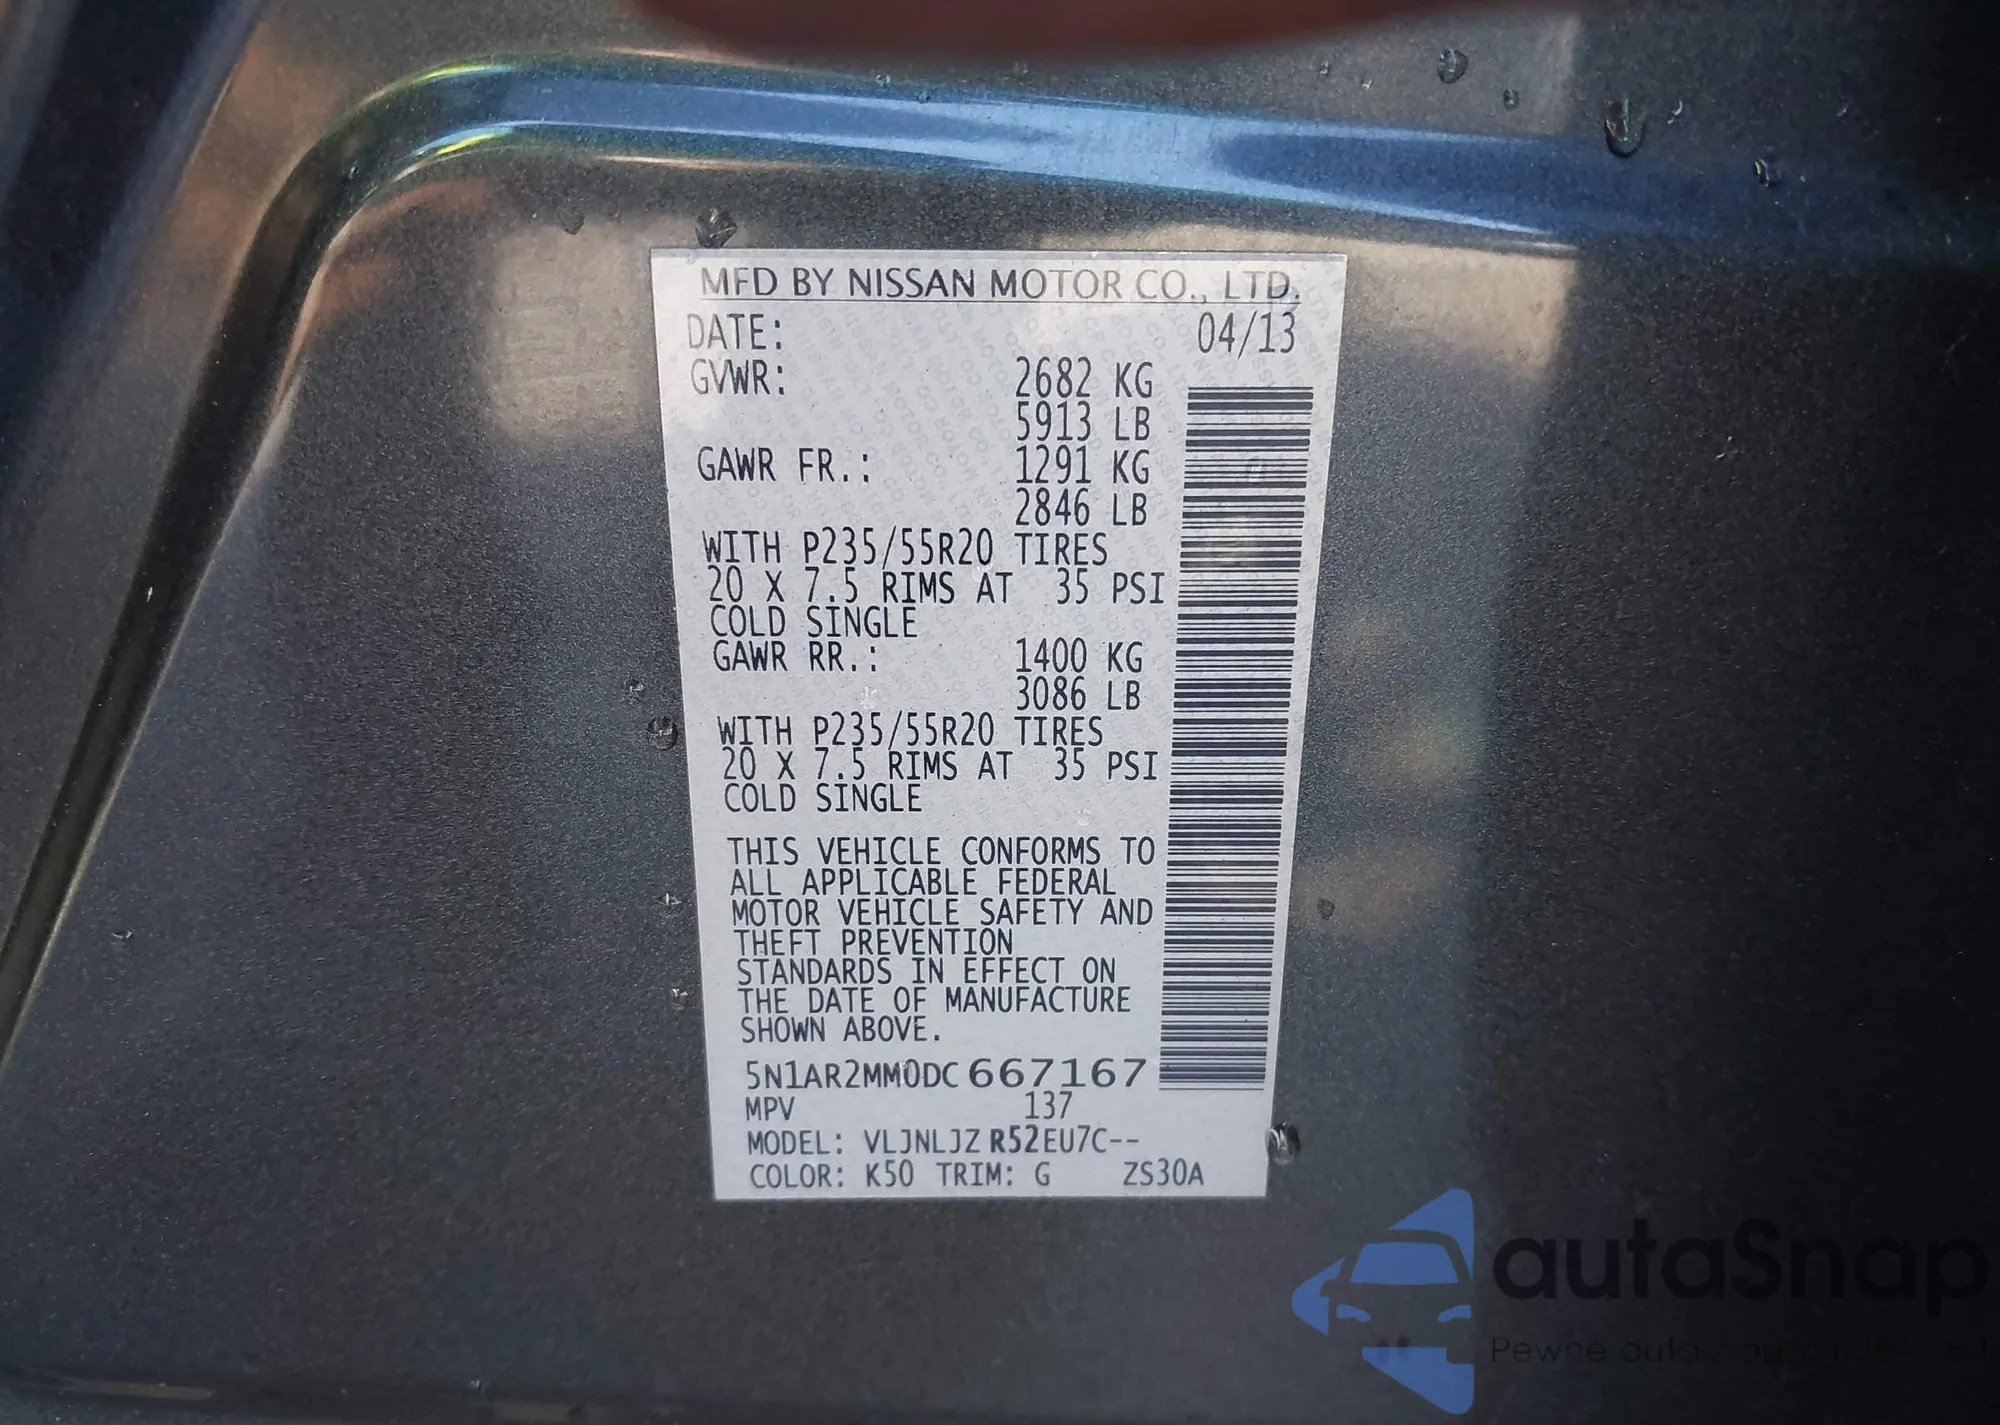 MFD BY NISSAN MOTOR CO., LTD.
DATE: 04/13
GVWR: 2682 KG
5913 LB
GAWR FR.: 1291 KG
2846 LB
WITH P235/55R20 TIRES
20 X 7.5 RIMS AT 35 PSI
COLD SINGLE
GAWR RR.: 1400 KG
3086 LB
WITH P235/55R20 TIRES
20 X 7.5 RIMS AT 35 PSI
COLD SINGLE
THIS VEHICLE CONFORMS TO
ALL APPLICABLE FEDERAL
MOTOR VEHICLE SAFETY AND
THEFT PREVENTION
STANDARDS IN EFFECT ON
THE DATE OF MANUFACTURE
SHOWN ABOVE.
5N1AR2MM0DC667167
MPV 137
MODEL: VLJNLJZ R52EU7C--
COLOR: K50 TRIM: G ZS30A
autaSnap
Pewne auta z